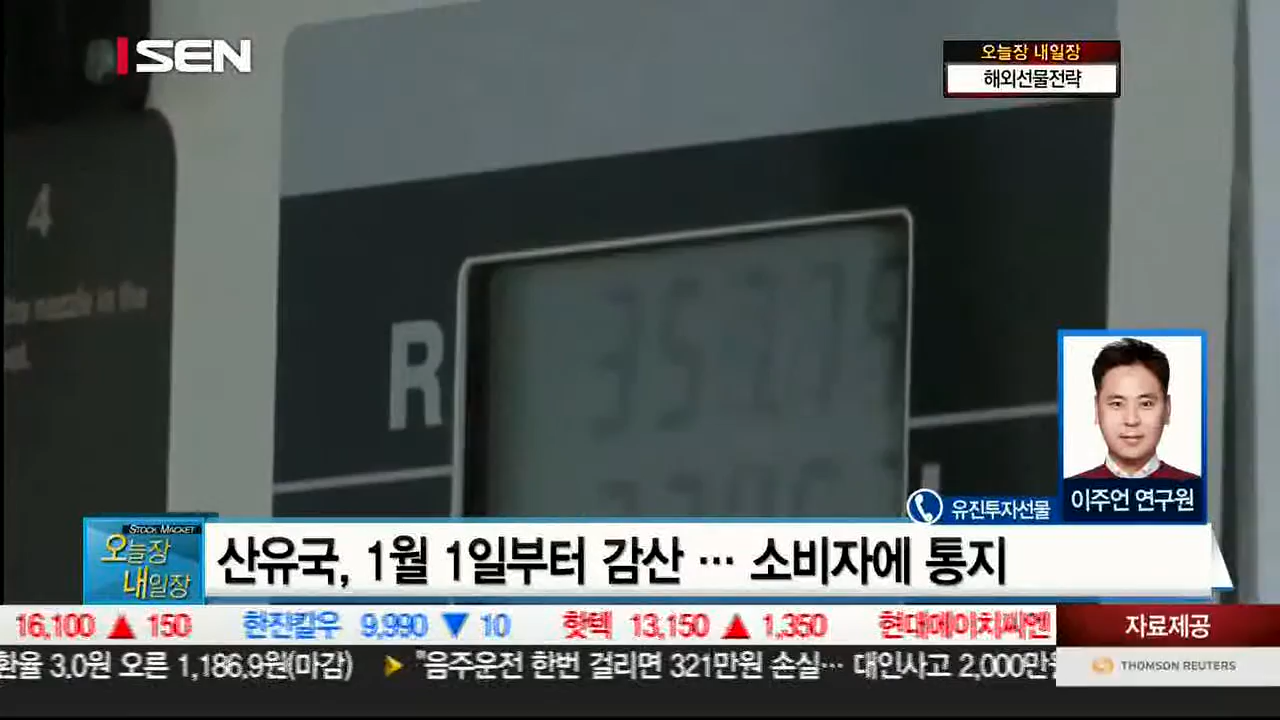 SEN
오늘장 내일장
해외선물전략
4
nozzle in the
R
유진투자선물
이주언 연구원
STOCK MARKET
오늘장
내일장
산유국, 1월 1일부터 감산 … 소비자에 통지
16,100 ▲ 150 한진칼우 9,990 ▼ 10 핫텍 13,150 ▲ 1,350 현대에이치씨엔
자료제공
환율 3.0원 오른 1,186.9원(마감) ▶ "음주운전 한번 걸리면 321만원 손실… 대인사고 2,000만원
THOMSON REUTERS